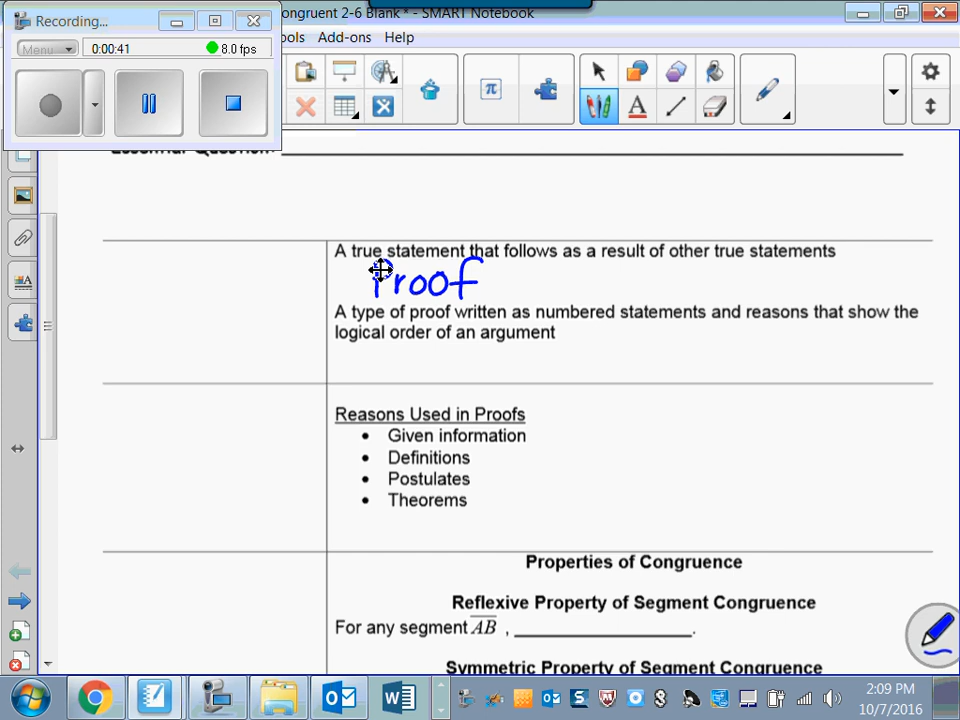 Recording...
ongruent 2-6 Blank * - SMART Notebook
Menu
0:00:41
8.0 fps
ools Add-ons Help
π
A
Essential Question:
A true statement that follows as a result of other true statements
Proof
A type of proof written as numbered statements and reasons that show the
logical order of an argument
Reasons Used in Proofs
• Given information
• Definitions
• Postulates
• Theorems
Properties of Congruence
Reflexive Property of Segment Congruence
For any segment AB , ____________________.
Symmetric Property of Segment Congruence
2:09 PM
10/7/2016